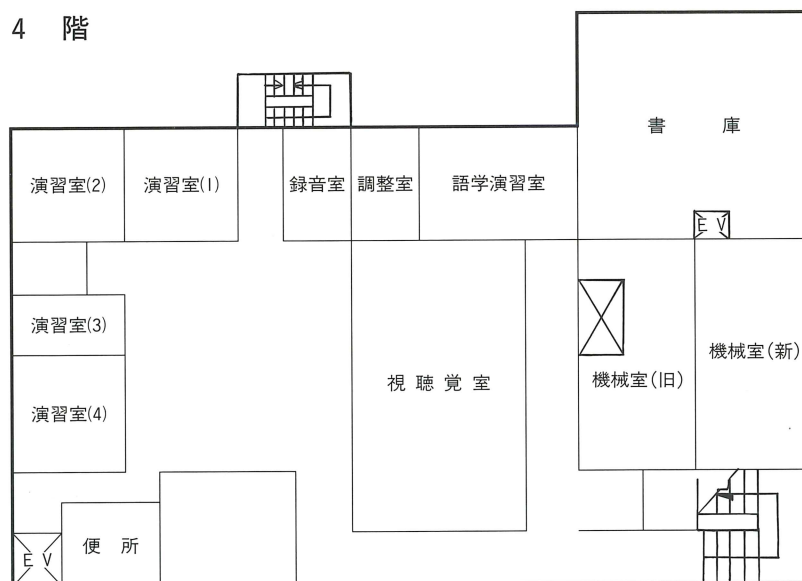 4 階
書 庫
演習室(2)
演習室(1)
録音室
調整室
語学演習室
E V
演習室(3)
機械室(新)
視 聴 覚 室
機械室(旧)
演習室(4)
便 所
E V